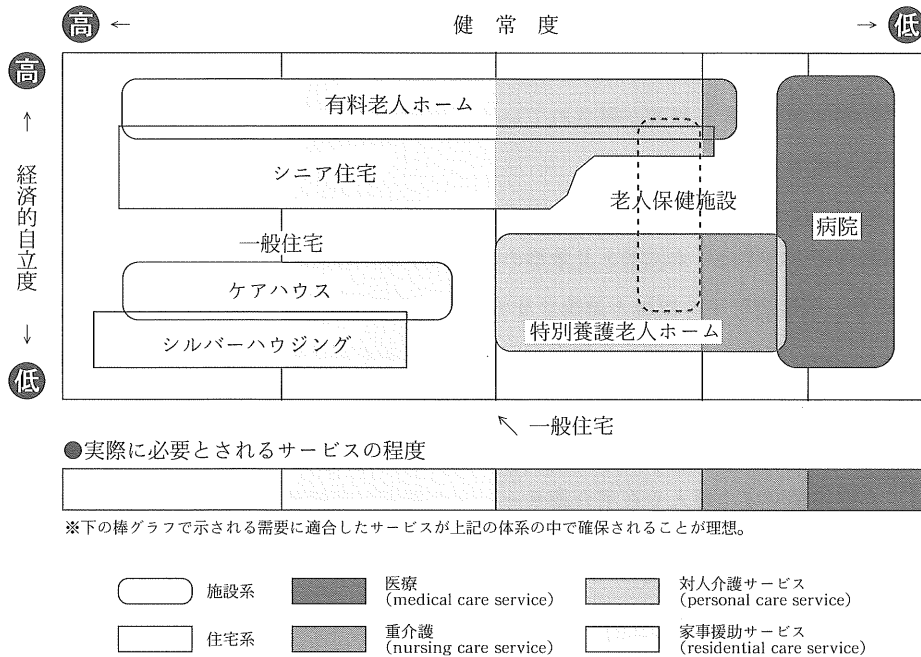 高 ← 健常度 → 低
高
↑
経済的自立度
↓
低
有料老人ホーム
シニア住宅
老人保健施設
病院
一般住宅
ケアハウス
特別養護老人ホーム
シルバーハウジング
↖ 一般住宅
●実際に必要とされるサービスの程度
※下の棒グラフで示される需要に適合したサービスが上記の体系の中で確保されることが理想。
施設系
医療
(medical care service)
対人介護サービス
(personal care service)
住宅系
重介護
(nursing care service)
家事援助サービス
(residential care service)